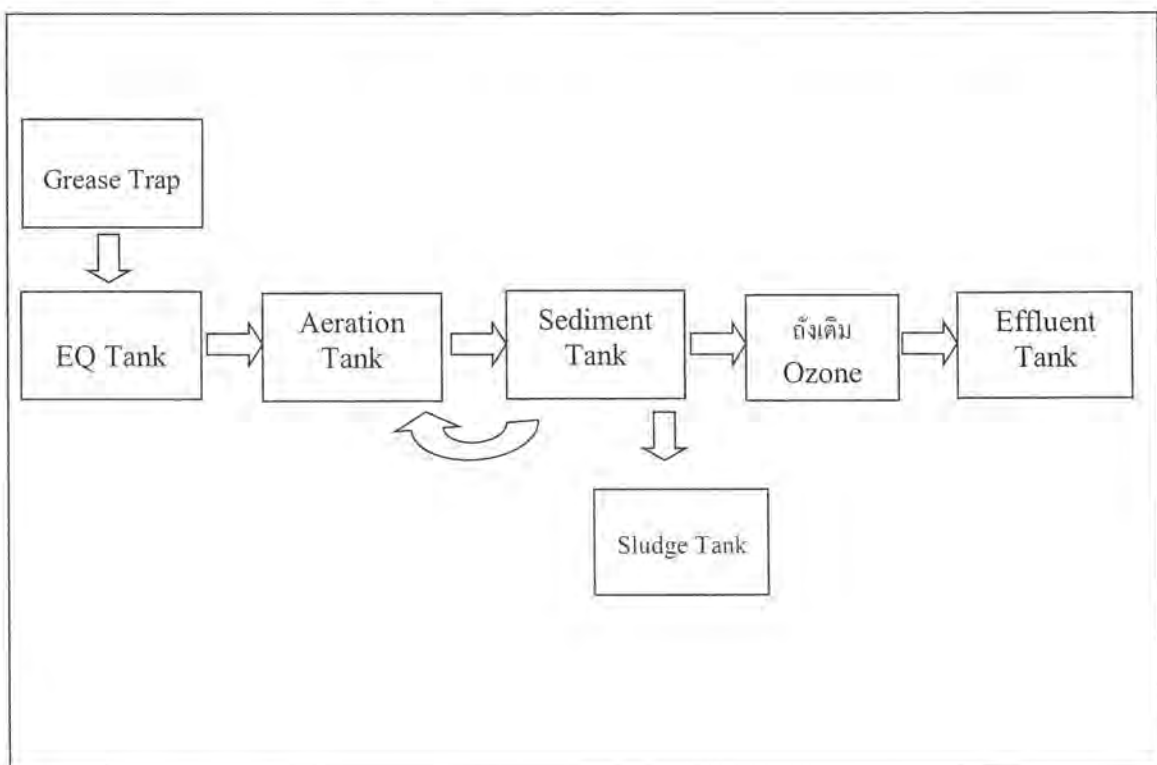 Grease Trap
EQ Tank
Aeration
Tank
Sediment
Tank
ถังเติม
Ozone
Effluent
Tank
Sludge Tank